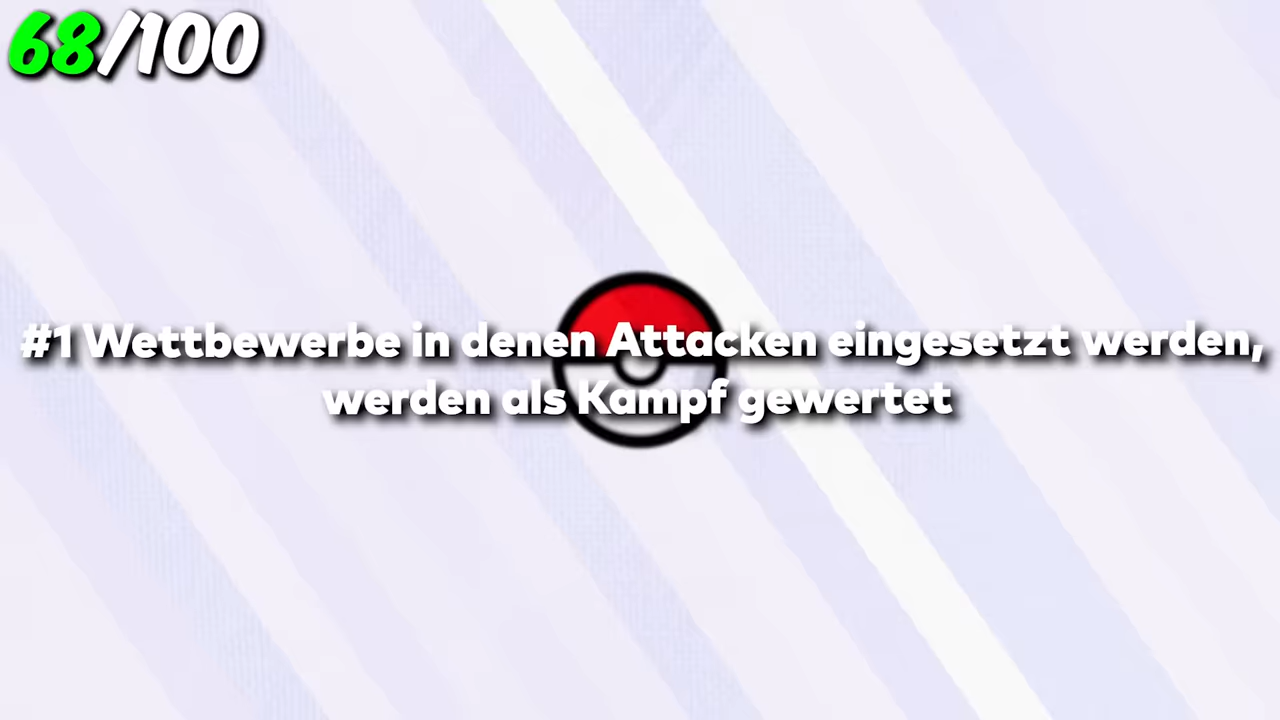 68/100
#1 Wettbewerbe in denen Attacken eingesetzt werden,
werden als Kampf gewertet